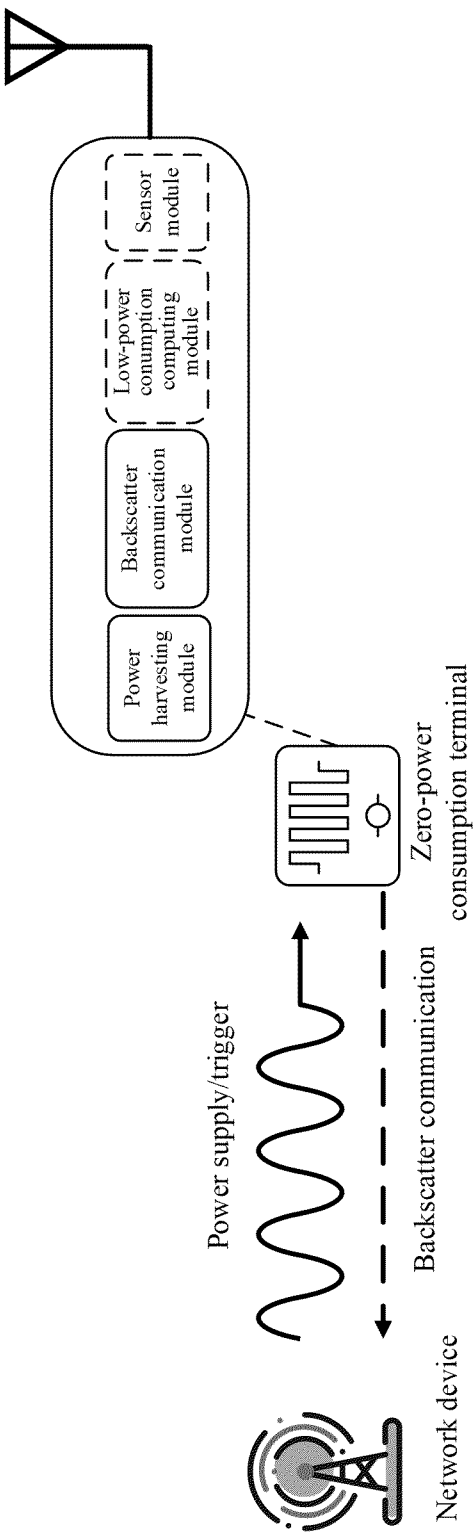 Power
harvesting
module
Backscatter
communication
module
Low-power
conumption
computing
module
Sensor
module
Power supply/trigger
Backscatter communication
Network device
Zero-power
consumption terminal